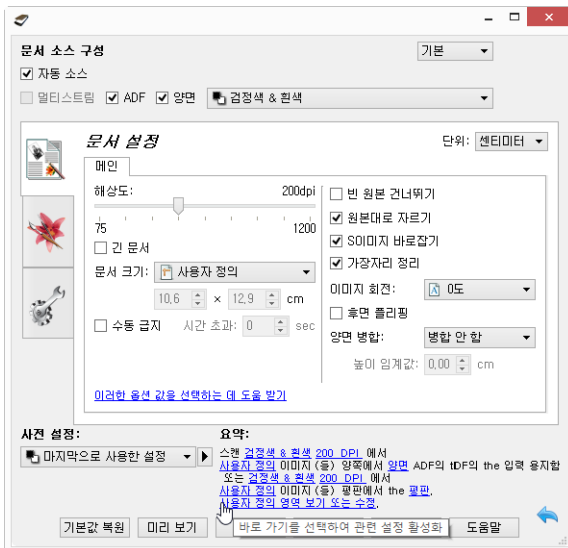 문서 소스 구성
기본
자동 소스
멀티스트림 ADF 양면 검정색 & 흰색
문서 설정
단위: 센티미터
메인
해상도: 200dpi
75 1200
긴 문서
문서 크기: 사용자 정의
10,6 × 12,9 cm
수동 급지 시간 초과: 0 sec
이러한 옵션 값을 선택하는 데 도움 받기
빈 원본 건너뛰기
원본대로 자르기
S이미지 바로잡기
가장자리 정리
이미지 회전: 0도
후면 플리핑
양면 병합: 병합 안 함
높이 임계값: 0,00 cm
사전 설정:
마지막으로 사용한 설정
요약:
스캔 검정색 & 흰색 200 DPI 에서
사용자 정의 이미지 (들) 양쪽에서 양면 ADF의 tDF의 the 입력 용지함
또는 검정색 & 흰색 200 DPI 에서
사용자 정의 이미지 (들) 평판에서 the 평판.
사용자 정의 영역 보기 또는 수정.
바로 가기를 선택하여 관련 설정 활성화
기본값 복원 미리 보기 도움말